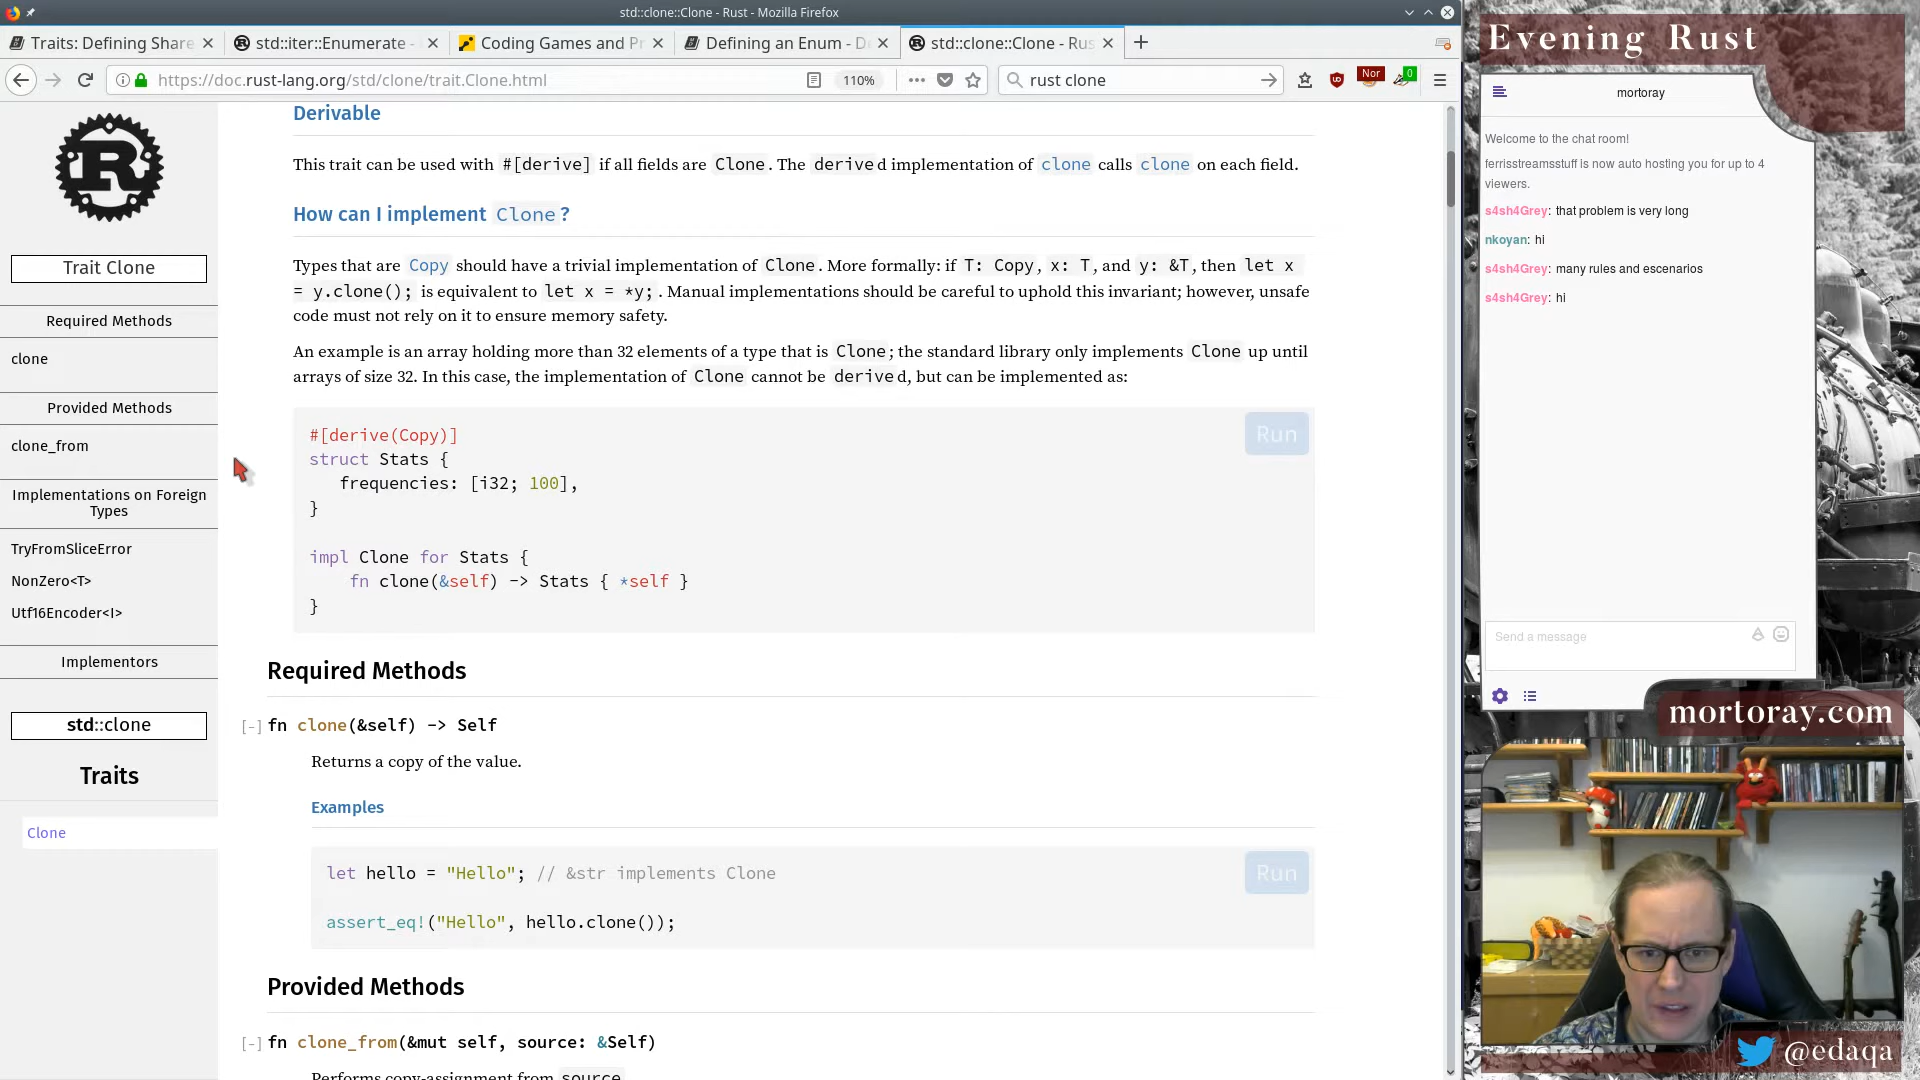 std::clone::Clone - Rust - Mozilla Firefox
Traits: Defining Share
std::iter::Enumerate -
Coding Games and Pr
Defining an Enum - D
std::clone::Clone - Rus
https://doc.rust-lang.org/std/clone/trait.Clone.html
110%
rust clone
Nor
0
Trait Clone
Required Methods
clone
Provided Methods
clone_from
Implementations on Foreign
Types
TryFromSliceError
NonZero<T>
Utf16Encoder<I>
Implementors
std::clone
Traits
Clone
Derivable
This trait can be used with #[derive] if all fields are Clone. The derived implementation of clone calls clone on each field.
How can I implement Clone?
Types that are Copy should have a trivial implementation of Clone. More formally: if T: Copy, x: T, and y: &T, then let x
= y.clone(); is equivalent to let x = *y;. Manual implementations should be careful to uphold this invariant; however, unsafe
code must not rely on it to ensure memory safety.
An example is an array holding more than 32 elements of a type that is Clone; the standard library only implements Clone up until
arrays of size 32. In this case, the implementation of Clone cannot be derived, but can be implemented as:
Run
#[derive(Copy)]
struct Stats {
frequencies: [i32; 100],
}
impl Clone for Stats {
fn clone(&self) -> Stats { *self }
}
Required Methods
[-] fn clone(&self) -> Self
Returns a copy of the value.
Examples
Run
let hello = "Hello"; // &str implements Clone
assert_eq!("Hello", hello.clone());
Provided Methods
[-] fn clone_from(&mut self, source: &Self)
Performs copy-assignment from source.
Evening Rust
mortoray
Welcome to the chat room!
ferrisstreamsstuff is now auto hosting you for up to 4
viewers.
s4sh4Grey: that problem is very long
nkoyan: hi
s4sh4Grey: many rules and escenarios
s4sh4Grey: hi
Send a message
mortoray.com
@edaqa